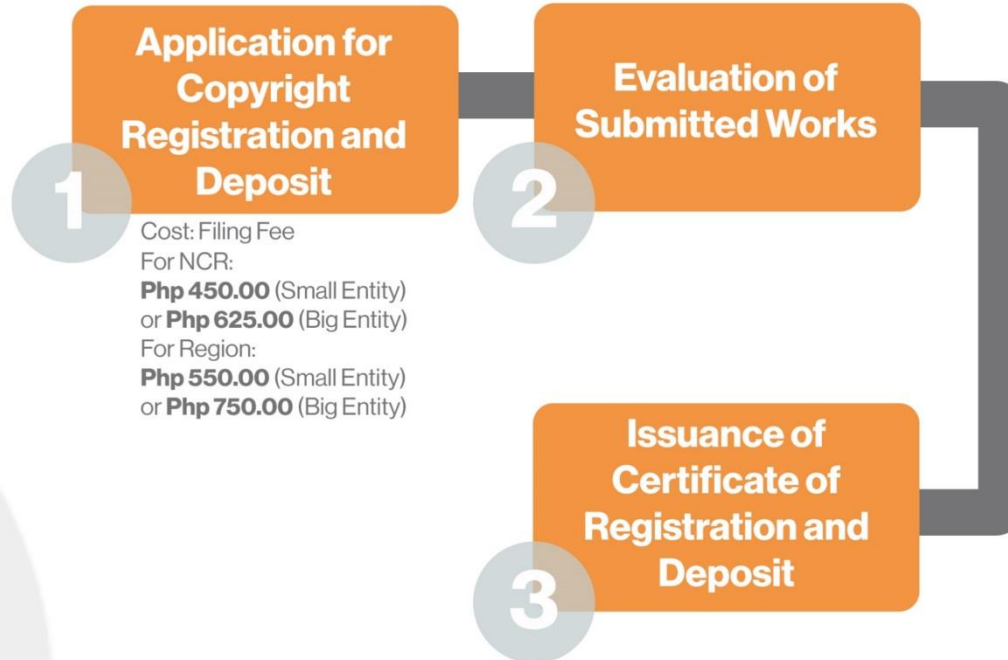 Application for
Copyright
Registration and
Deposit
1
Cost: Filing Fee
For NCR:
Php 450.00 (Small Entity)
or Php 625.00 (Big Entity)
For Region:
Php 550.00 (Small Entity)
or Php 750.00 (Big Entity)
Evaluation of
Submitted Works
2
Issuance of
Certificate of
Registration and
Deposit
3